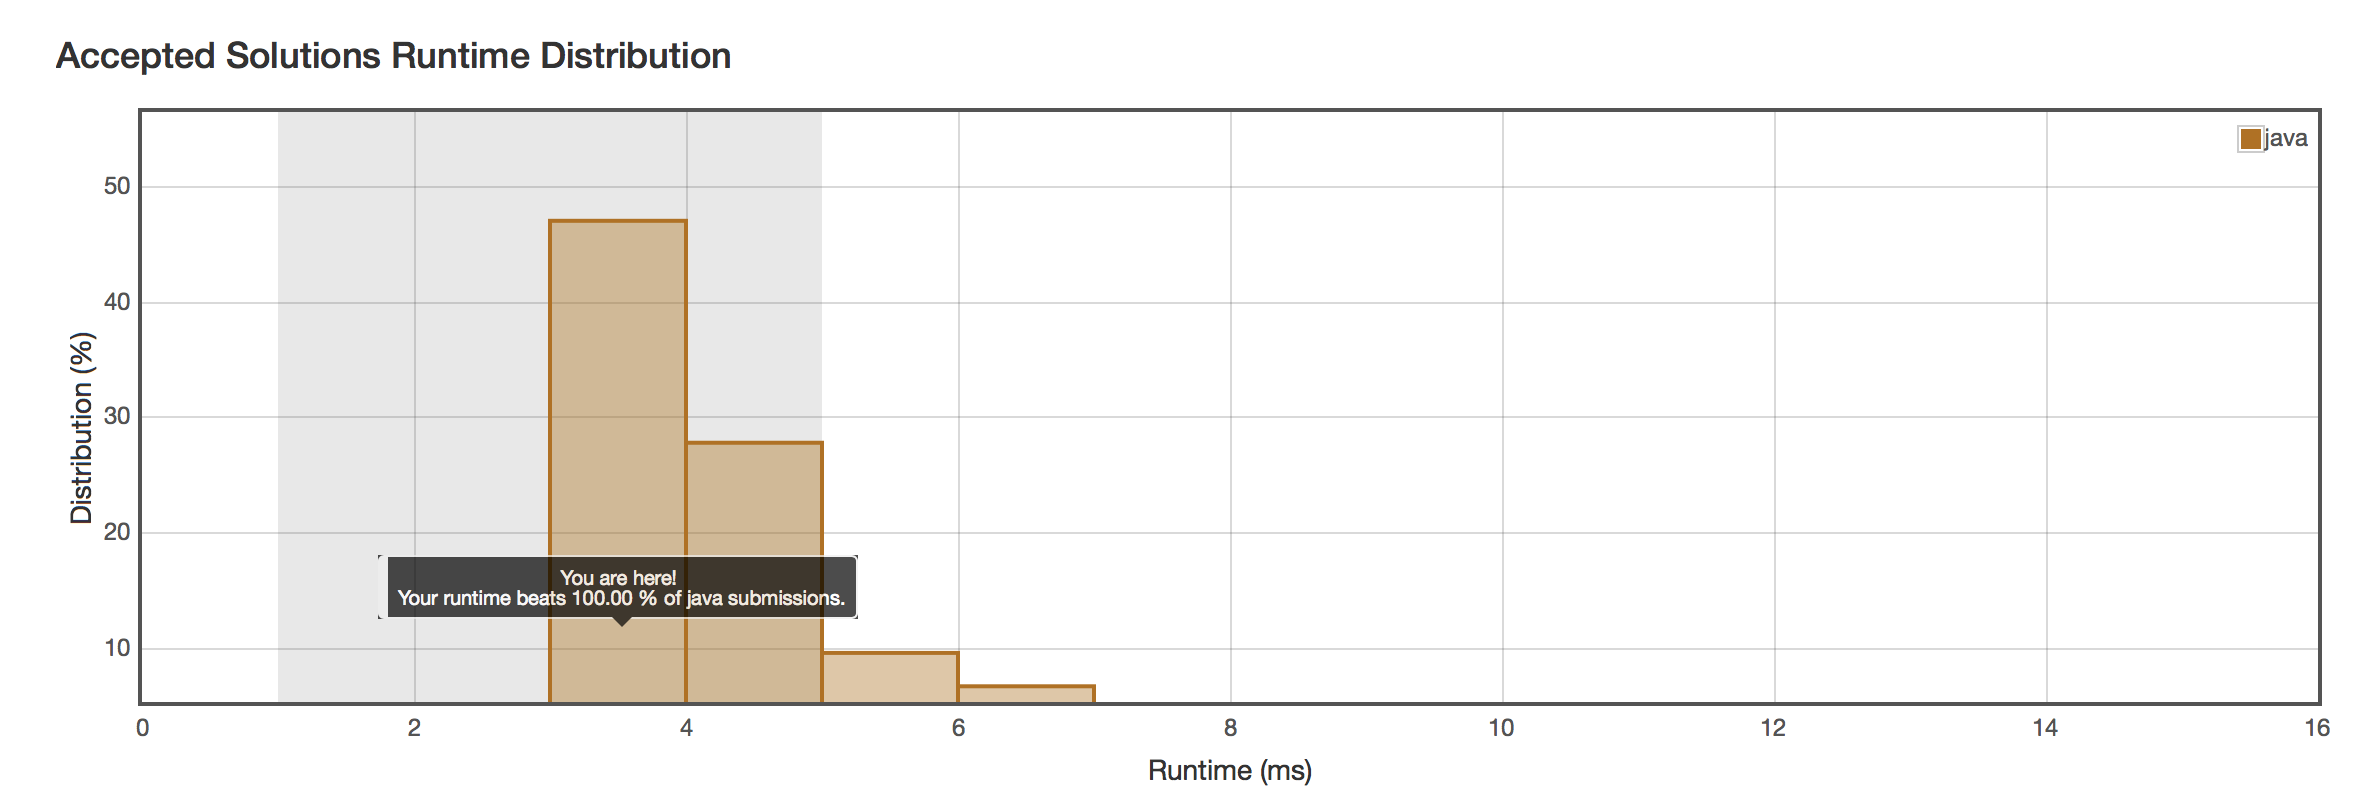 Accepted Solutions Runtime Distribution
java
50
40
30
20
10
Distribution (%)
You are here!
Your runtime beats 100.00 % of java submissions.
0 2 4 6 8 10 12 14 16
Runtime (ms)